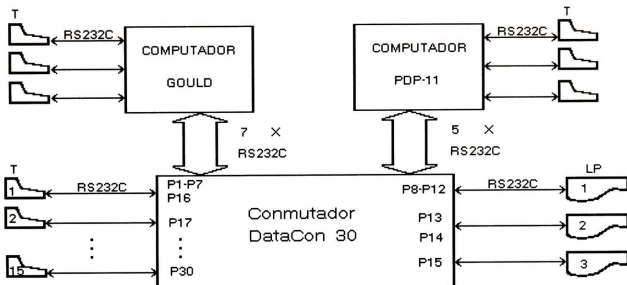 T
RS232C
COMPUTADOR
GOULD
COMPUTADOR
PDP-11
RS232C
T
7 ×
RS232C
5 ×
RS232C
T
LP
1
RS232C
P1-P7
P16
P8-P12
RS232C
1
2
P17
Conmutador
DataCon 30
P13
P14
2
15
P30
P15
3